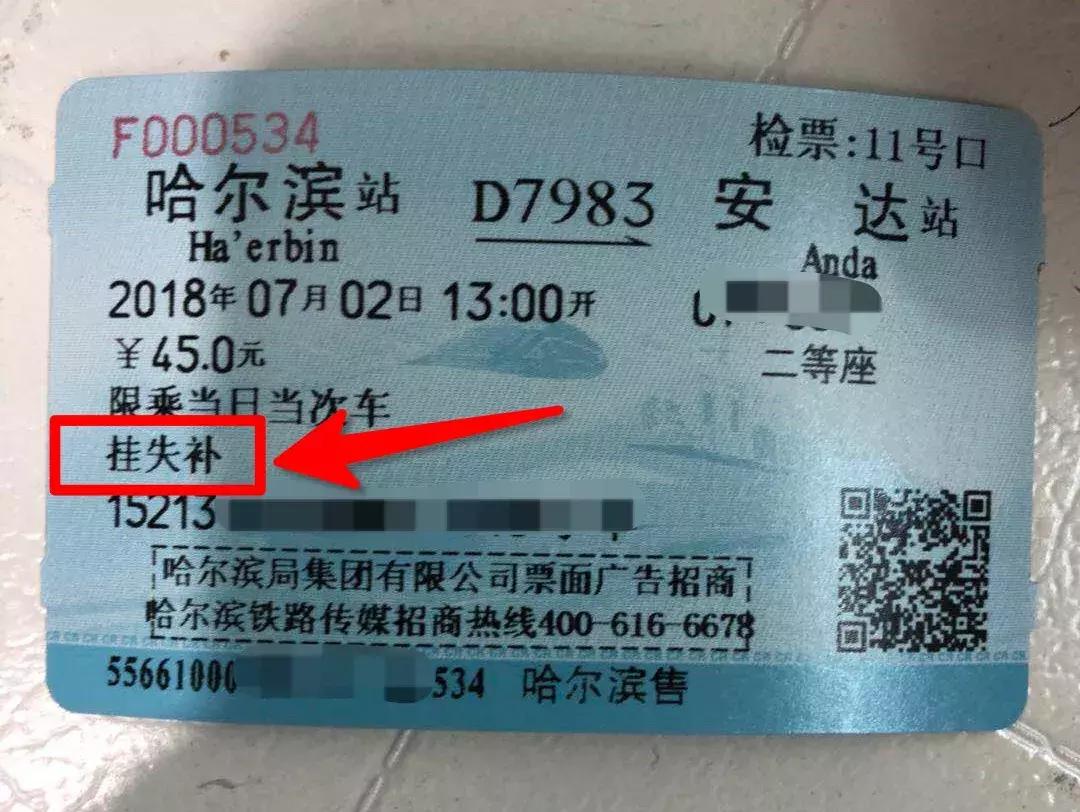 F000534
检票:11号口
哈尔滨站 D7983 安达站
Ha'erbin Anda
2018年07月02日 13:00开
￥45.0元 二等座
限乘当日当次车
挂失补
15213
哈尔滨局集团有限公司票面广告招商
哈尔滨铁路传媒招商热线400-616-6678
55661000 534 哈尔滨售